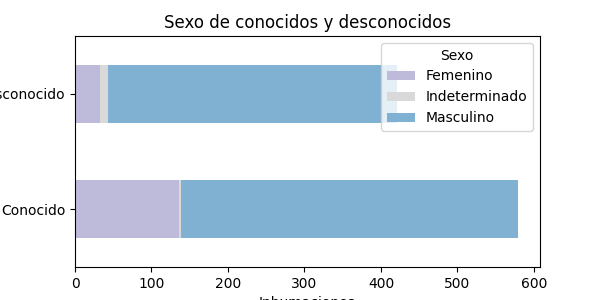 Sexo de conocidos y desconocidos
Sexo
Femenino
Indeterminado
Masculino
Conocido
0 100 200 300 400 500 600